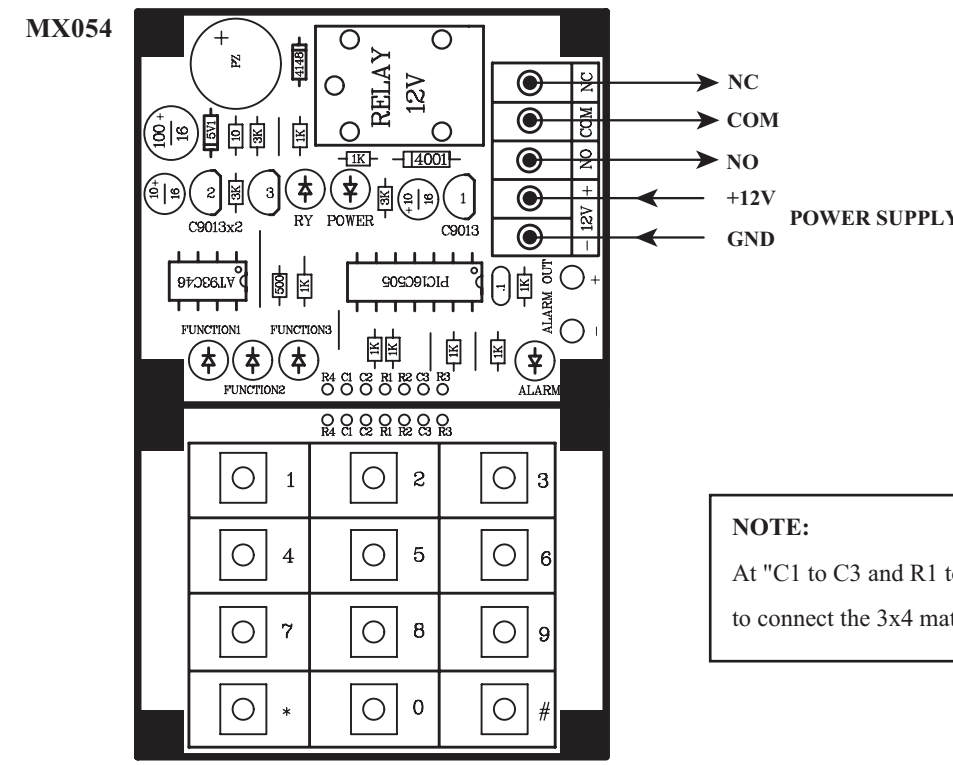 MX054
+
PZ
4148
RELAY
12V
NC
COM
NO
12V
+
-
NC
COM
NO
+12V
GND
POWER SUPPLY
100 +
16
5V1
10
3K
1K
1K
4001
10+
16
2
3K
3
RY
POWER
3K
+10
16
1
C9013x2
C9013
AT93C46
500
1K
PIC16C505
.1
1K
ALARM OUT
+
-
FUNCTION1
FUNCTION3
FUNCTION2
1K
1K
1K
1K
ALARM
R4 C1 C2 R1 R2 C3 R3
R4 C1 C2 R1 R2 C3 R3
1 2 3
4 5 6
7 8 9
* 0 #
NOTE:
At "C1 to C3 and R1 t
to connect the 3x4 mat